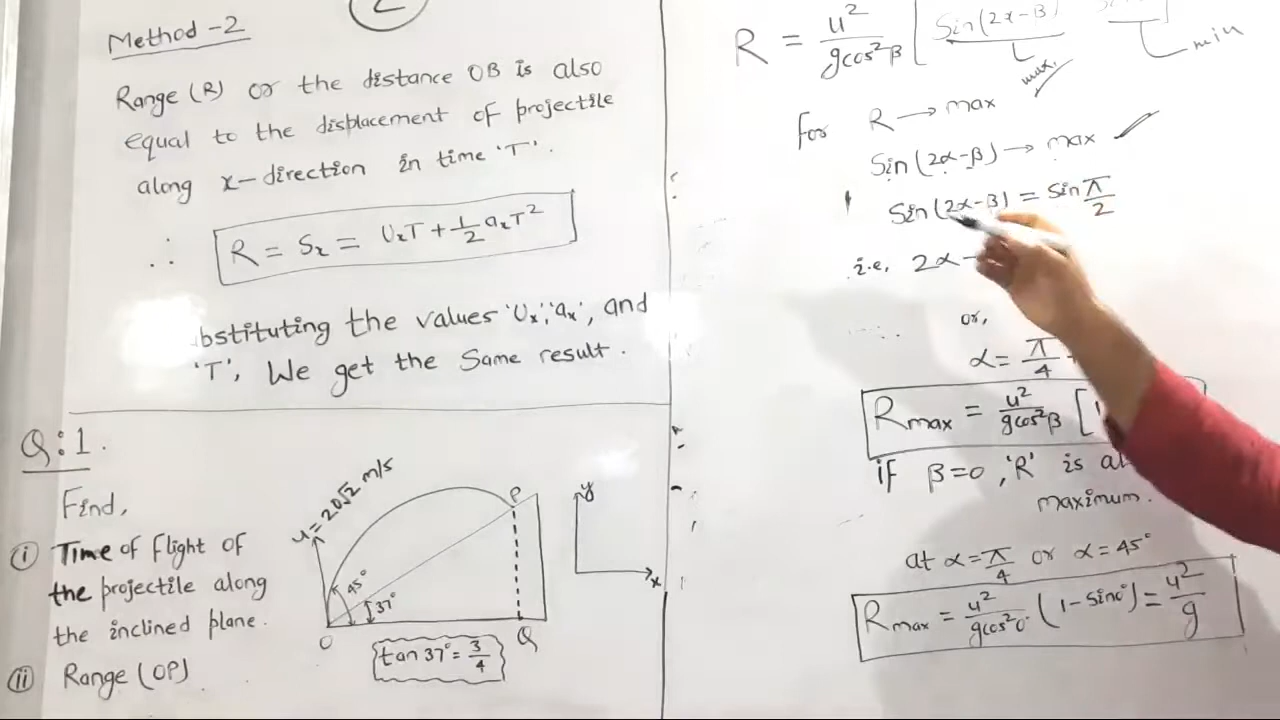 2
Method - 2
Range (R) or the distance OB is also
equal to the displacement of projectile
along x-direction in time 'T'.
∴ R = Sx = UxT + 1/2 axT²
bstituting the values 'Ux', 'ax', and
'T', We get the Same result.
Q:1.
Find,
(i) Time of flight of
the projectile along
the inclined plane.
(ii) Range (OP)
u = 20√2 m/s
45°
37°
O
P
Q
y
x
tan 37° = 3/4
R = u²/gcos²β [Sin(2α-β)
max.
min
for R → max
Sin(2α-β) → max
Sin(2α-β) = Sin π/2
i.e, 2α -
or,
α = π/4
Rmax = u²/gcos²β [1
if β=0, 'R' is at
maximum.
at α = π/4 or α = 45°
Rmax = u²/gcos²0° (1 - sin0°) = u²/g